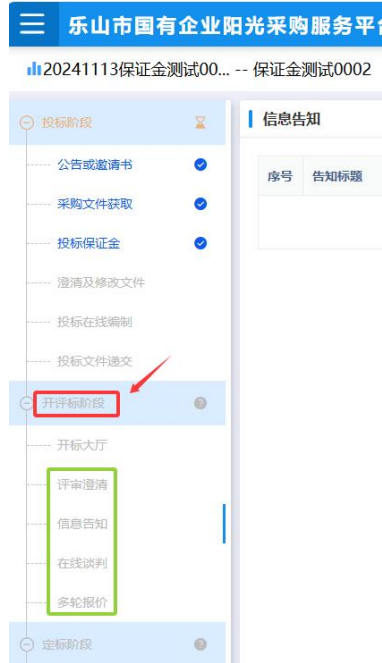 乐山市国有企业阳光采购服务平台
20241113保证金测试00... -- 保证金测试0002
投标阶段
信息告知
公告或邀请书
序号 告知标题
采购文件获取
投标保证金
澄清及修改文件
投标在线编制
投标文件递交
开评标阶段
开标大厅
评审澄清
信息告知
在线谈判
多轮报价
定标阶段